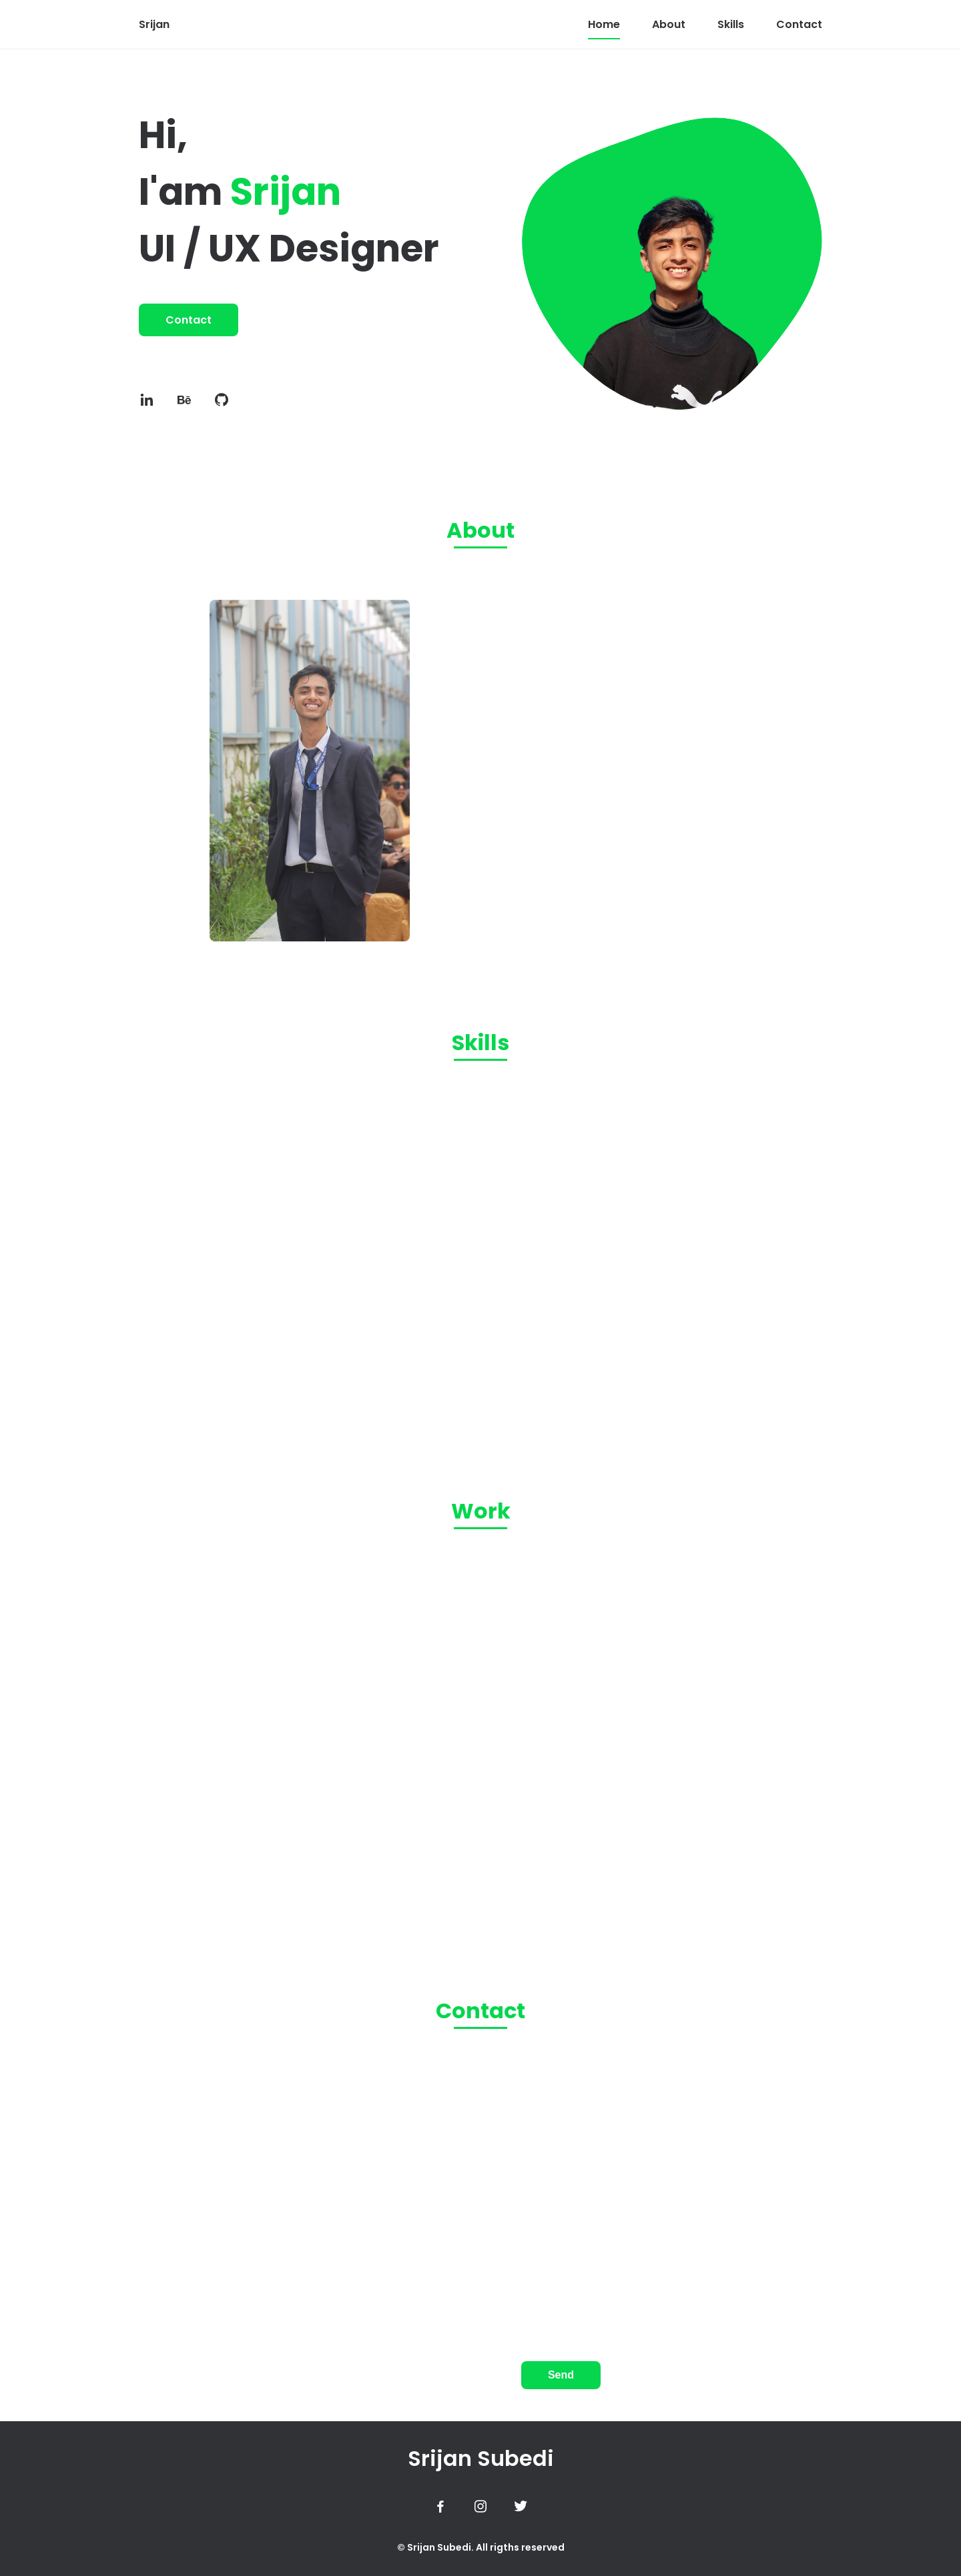 Srijan
Home
About
Skills
Contact
Hi,
I'am Srijan
UI / UX Designer
Contact
in
Bē
About
Skills
Work
Contact
Send
Srijan Subedi
© Srijan Subedi. All rigths reserved